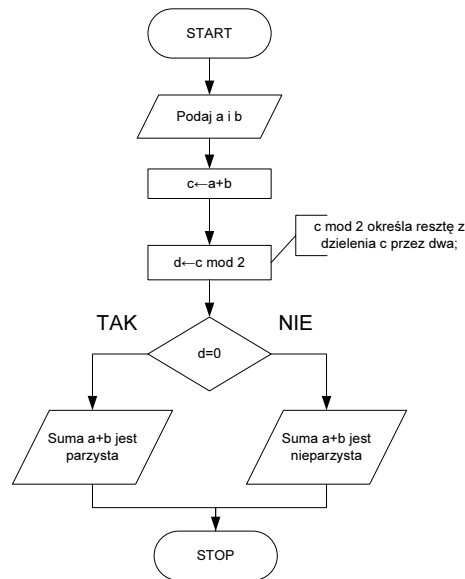 START
Podaj a i b
c←a+b
c mod 2 określa resztę z
dzielenia c przez dwa;
d←c mod 2
TAK
NIE
d=0
Suma a+b jest
parzysta
Suma a+b jest
nieparzysta
STOP